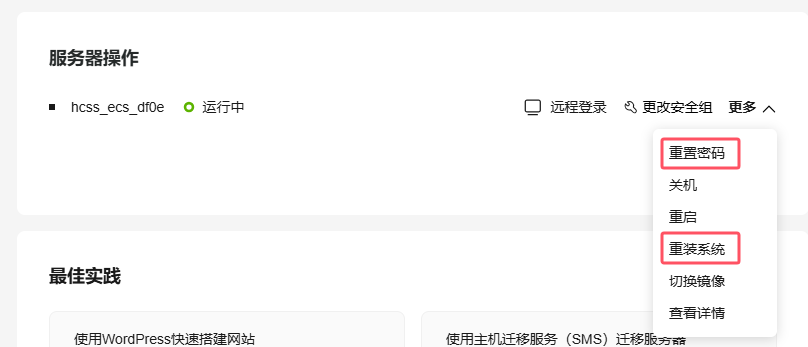 服务器操作
hcss_ecs_df0e 运行中 远程登录 更改安全组 更多
重置密码
关机
重启
重装系统
切换镜像
查看详情
最佳实践
使用WordPress快速搭建网站 使用主机迁移服务（SMS）迁移服务器